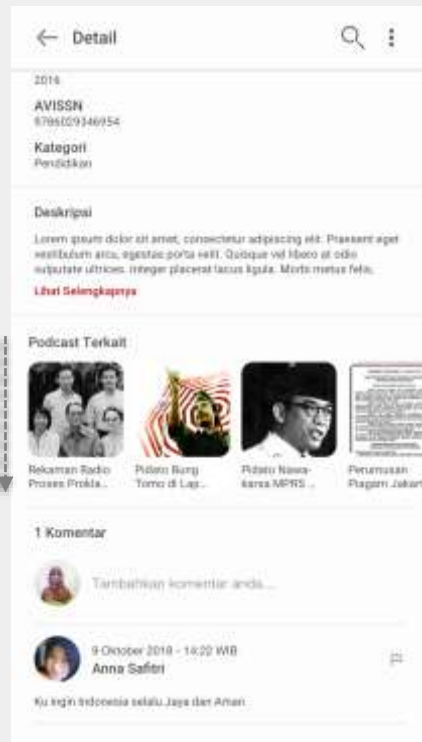 Detail
2016
AVISSN
9786029346954
Kategori
Pendidikan
Deskripsi
Lorem ipsum dolor sit amet, consectetur adipiscing elit. Praesent eget
vestibulum arcu, egestas porta velit. Quisque vel libero at odio
vulputate ultrices. Integer placerat lacus ligula. Morbi metus felis,
Lihat Selengkapnya
Podcast Terkait
Rekaman Radio
Proses Prokla...
Pidato Bung
Tomo di Lap...
Pidato Nawa-
karsa MPRS ...
Perumusan
Piagam Jakart
1 Komentar
Tambahkan komentar anda...
9 Oktober 2018 - 14:22 WIB
Anna Safitri
Ku ingin Indonesia selalu Jaya dan Aman